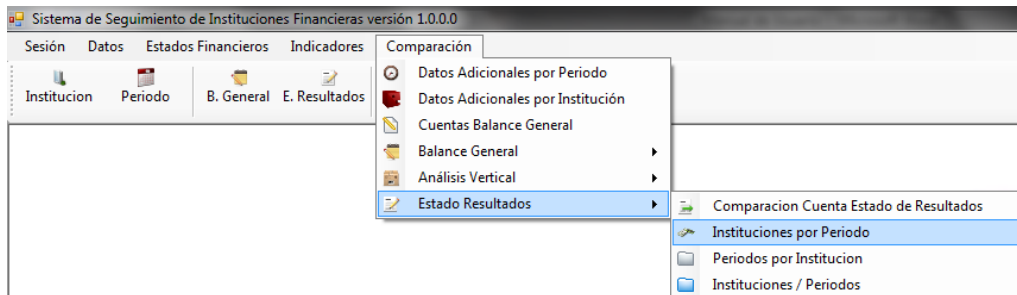 Sistema de Seguimiento de Instituciones Financieras versión 1.0.0.0
Sesión Datos Estados Financieros Indicadores Comparación
Institucion Periodo B. General E. Resultados
Datos Adicionales por Periodo
Datos Adicionales por Institución
Cuentas Balance General
Balance General
Análisis Vertical
Estado Resultados
Comparacion Cuenta Estado de Resultados
Instituciones por Periodo
Periodos por Institucion
Instituciones / Periodos